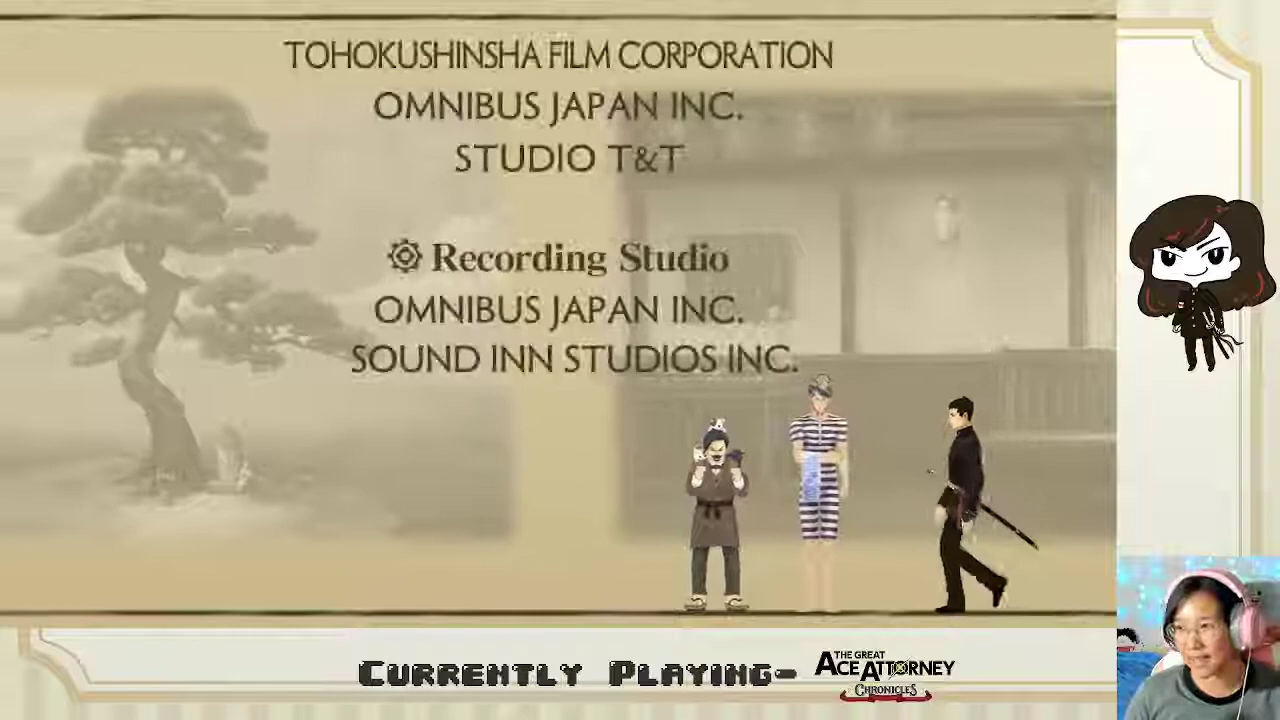 TOHOKUSHINSHA FILM CORPORATION
OMNIBUS JAPAN INC.
STUDIO T&T
Recording Studio
OMNIBUS JAPAN INC.
SOUND INN STUDIOS INC.
CURRENTLY PLAYING-
THE GREAT
ACE ATTORNEY
CHRONICLES